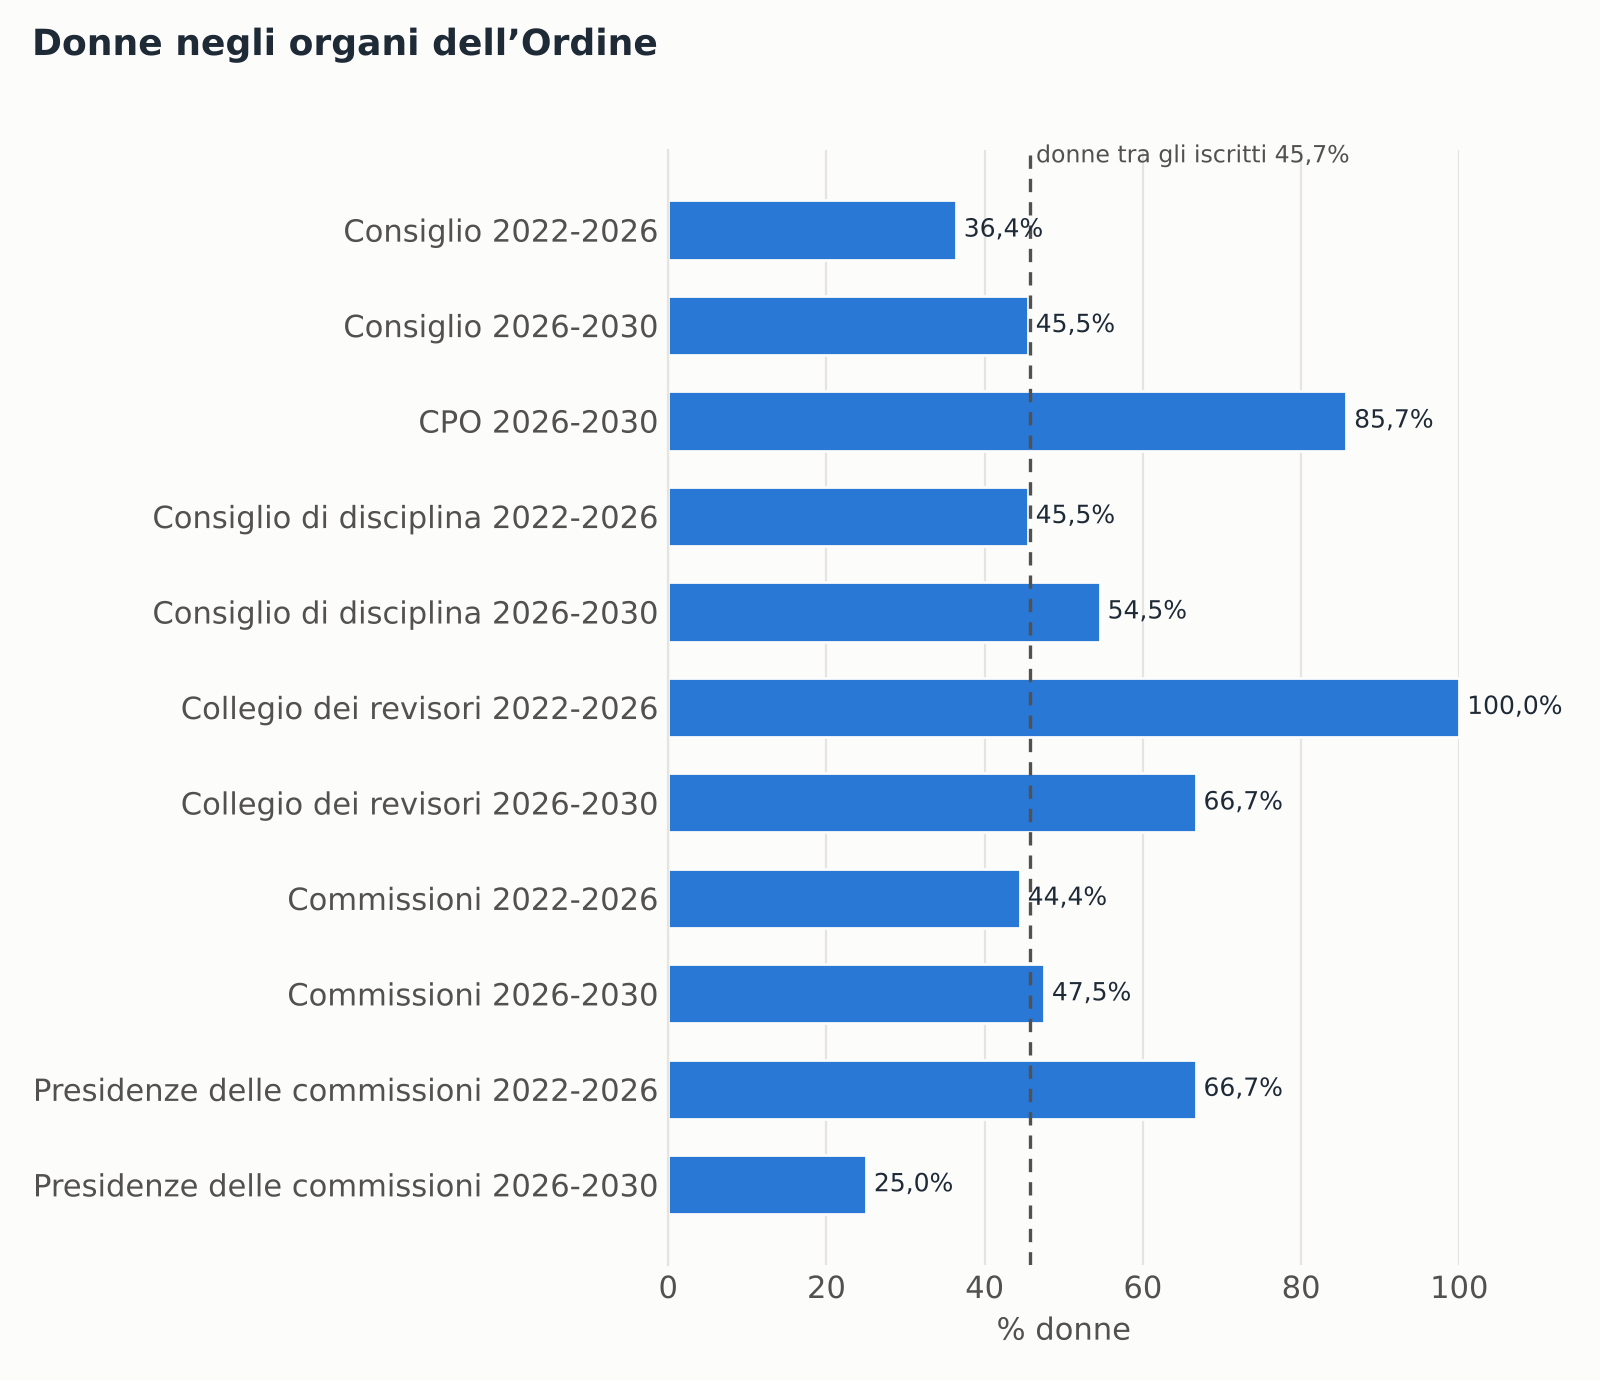 Donne negli organi dell’Ordine
donne tra gli iscritti 45,7%
Consiglio 2022-2026 36,4%
Consiglio 2026-2030 45,5%
CPO 2026-2030 85,7%
Consiglio di disciplina 2022-2026 45,5%
Consiglio di disciplina 2026-2030 54,5%
Collegio dei revisori 2022-2026 100,0%
Collegio dei revisori 2026-2030 66,7%
Commissioni 2022-2026 44,4%
Commissioni 2026-2030 47,5%
Presidenze delle commissioni 2022-2026 66,7%
Presidenze delle commissioni 2026-2030 25,0%
0 20 40 60 80 100
% donne